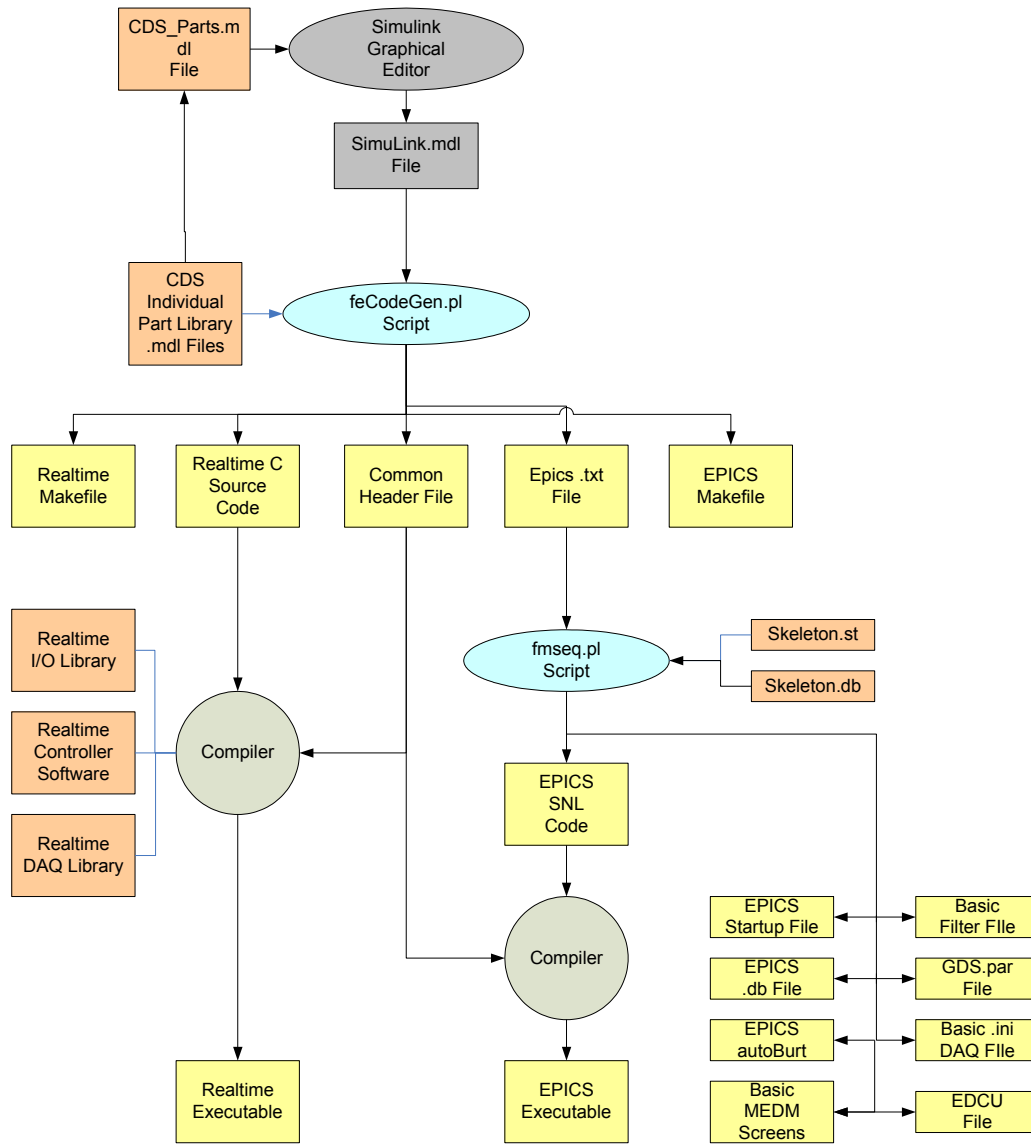 CDS_Parts.m
dl
File
Simulink
Graphical
Editor
SimuLink.mdl
File
CDS
Individual
Part Library
.mdl Files
feCodeGen.pl
Script
Realtime
Makefile
Realtime C
Source
Code
Common
Header File
Epics .txt
File
EPICS
Makefile
Realtime
I/O Library
Realtime
Controller
Software
Realtime
DAQ Library
Compiler
fmseq.pl
Script
Skeleton.st
Skeleton.db
EPICS
SNL
Code
Compiler
EPICS
Startup File
Basic
Filter FIle
EPICS
.db File
GDS.par
File
EPICS
autoBurt
Basic .ini
DAQ FIle
Basic
MEDM
Screens
EDCU
File
Realtime
Executable
EPICS
Executable